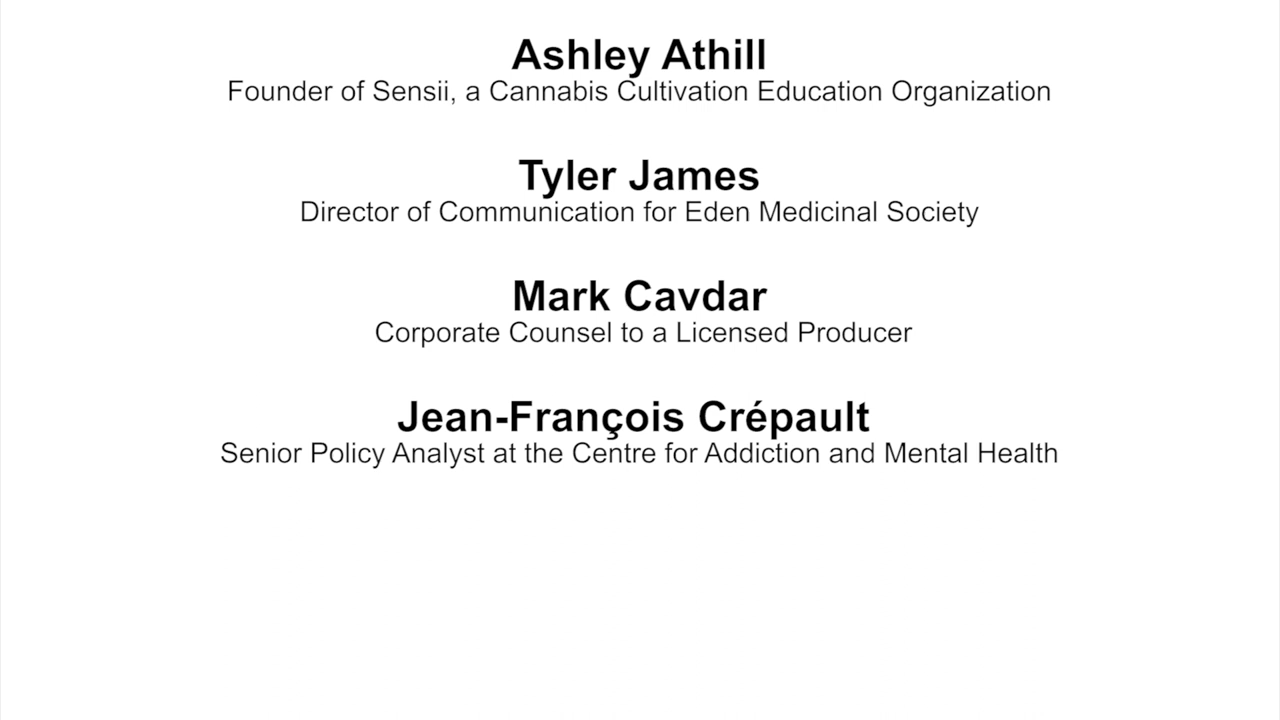 Ashley Athill
Founder of Sensii, a Cannabis Cultivation Education Organization
Tyler James
Director of Communication for Eden Medicinal Society
Mark Cavdar
Corporate Counsel to a Licensed Producer
Jean-François Crépault
Senior Policy Analyst at the Centre for Addiction and Mental Health